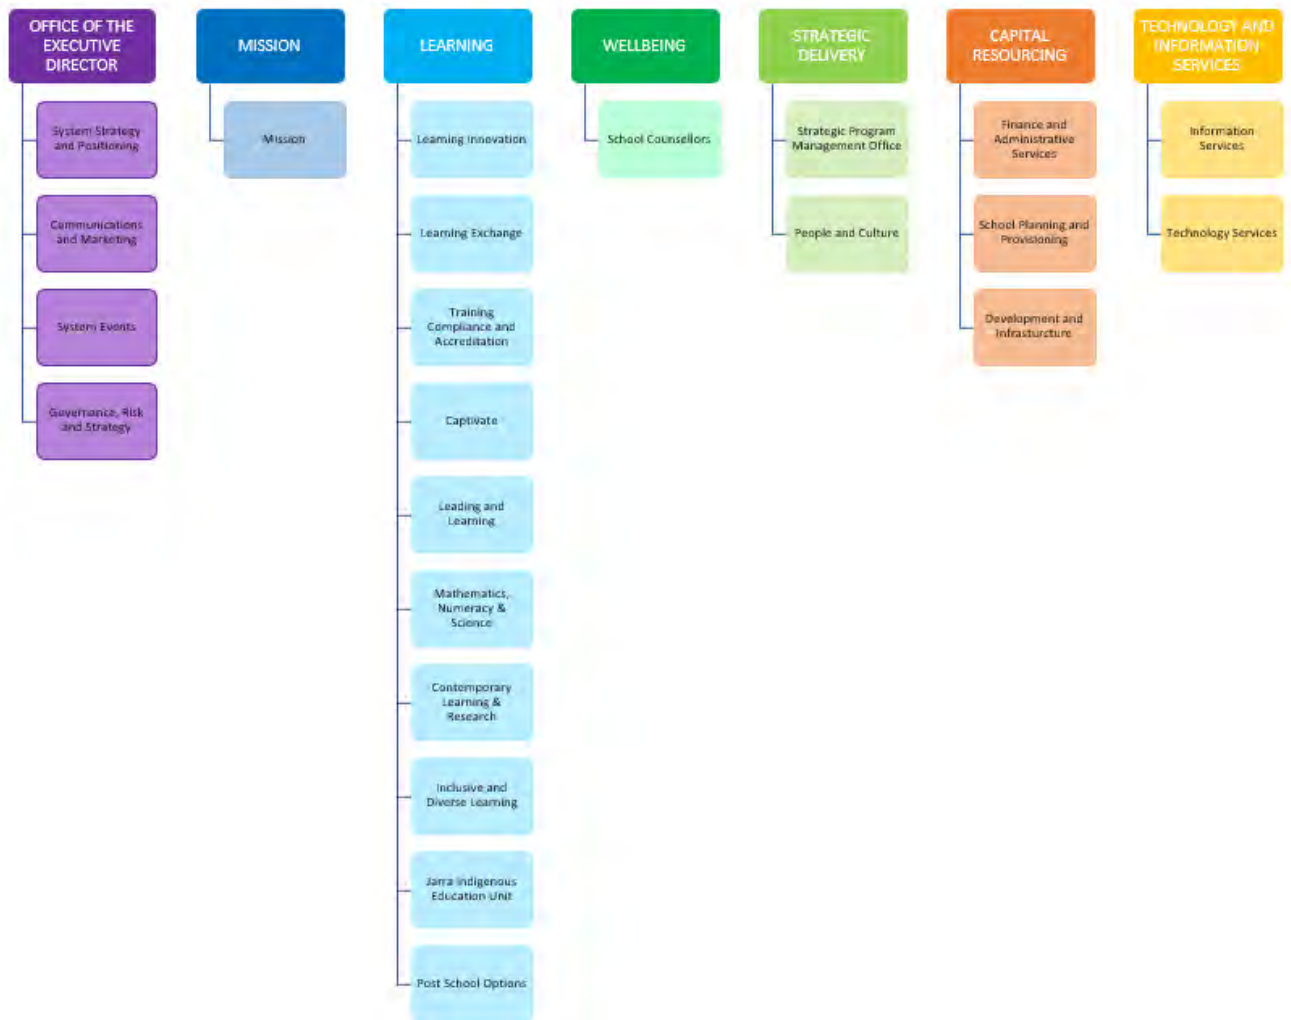 OFFICE OF THE
EXECUTIVE
DIRECTOR
System Strategy
and Positioning
Communications
and Marketing
System Events
Governance, Risk
and Strategy
MISSION
Mission
LEARNING
Learning Innovation
Learning Exchange
Training
Compliance and
Accreditation
Captivate
Leading and
Learning
Mathematics,
Numeracy &
Science
Contemporary
Learning &
Research
Inclusive and
Diverse Learning
Jarra Indigenous
Education Unit
Post School Options
WELLBEING
School Counsellors
STRATEGIC
DELIVERY
Strategic Program
Management Office
People and Culture
CAPITAL
RESOURCING
Finance and
Administrative
Services
School Planning and
Provisioning
Development and
Infrasturcture
TECHNOLOGY AND
INFORMATION
SERVICES
Information
Services
Technology Services